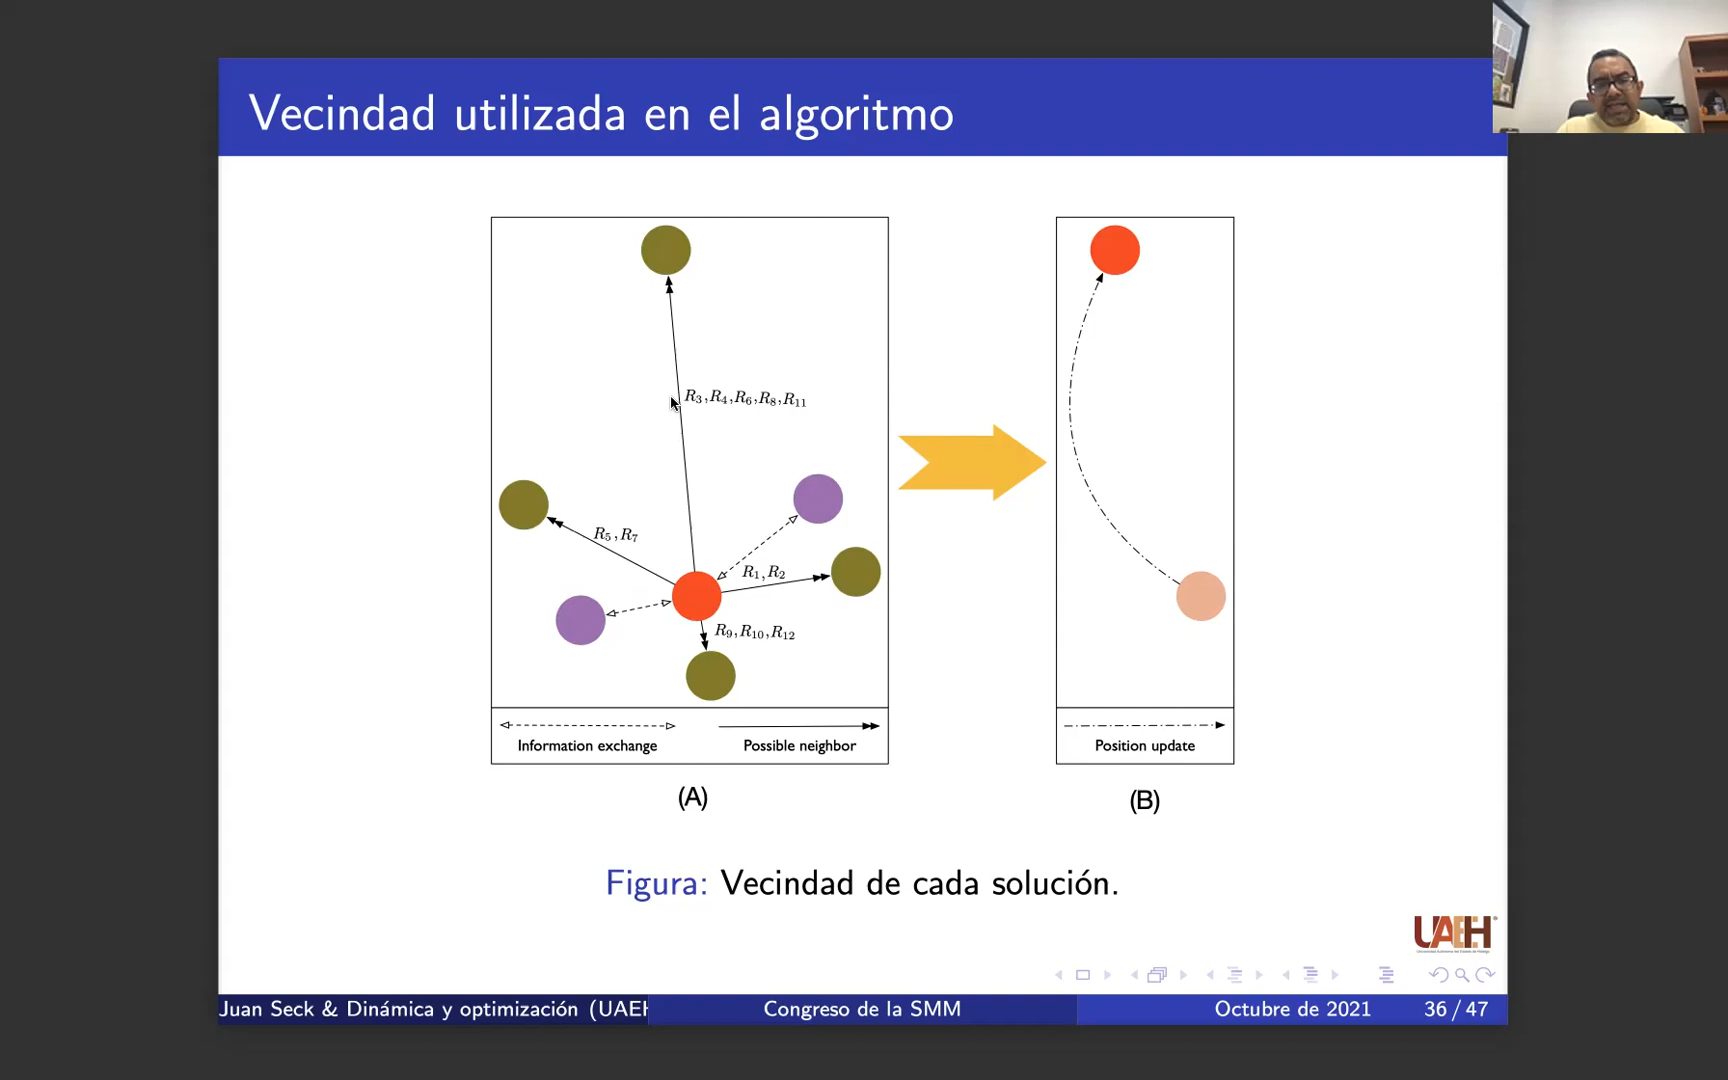 Vecindad utilizada en el algoritmo
R3,R4,R6,R8,R11
R5,R7
R1,R2
R9,R10,R12
Information exchange
Possible neighbor
Position update
(A)
(B)
Figura: Vecindad de cada solución.
UAEH
Juan Seck & Dinámica y optimización (UAEH
Congreso de la SMM
Octubre de 2021
36 / 47